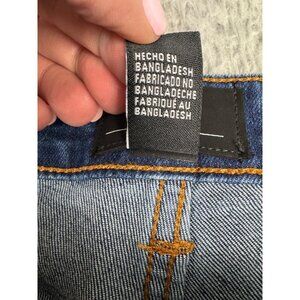 HECHO EN
BANGLADESH
FABRICADO NO
BANGLADECHE
FABRIQUÉ AU
BANGLADESH